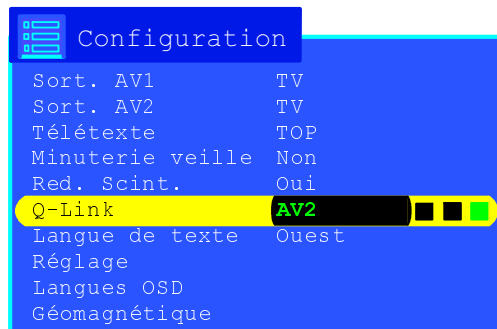 Configuration
Sort. AV1 TV
Sort. AV2 TV
Télétexte TOP
Minuterie veille Non
Red. Scint. Oui
Q-Link AV2
Langue de texte Ouest
Réglage
Langues OSD
Géomagnétique